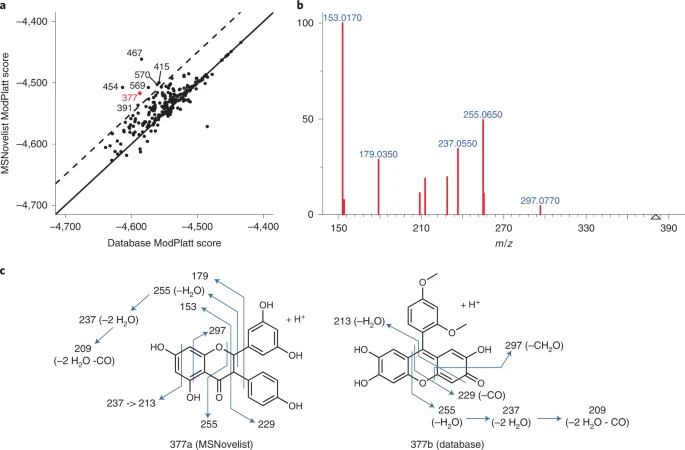 a
−4,400
−4,500
−4,600
−4,700
MSNovelist ModPlatt score
467
415
570
454
569
377
391
−4,700
−4,600
−4,500
−4,400
Database ModPlatt score
b
100
50
0
153.0170
179.0350
237.0550
255.0650
297.0770
150
210
270
330
390
m/z
c
179
255 (−H2O)
153
237 (−2 H2O)
209
(−2 H2O -CO)
297
OH
+ H+
HO
O
OH
OH
O
OH
237 -> 213
255
229
377a (MSNovelist)
O
+ H+
O
213 (−H2O)
HO
OH
297 (−CH2O)
HO
O
O
229 (−CO)
255
(−H2O)
237
(−2 H2O)
209
(−2 H2O - CO)
377b (database)